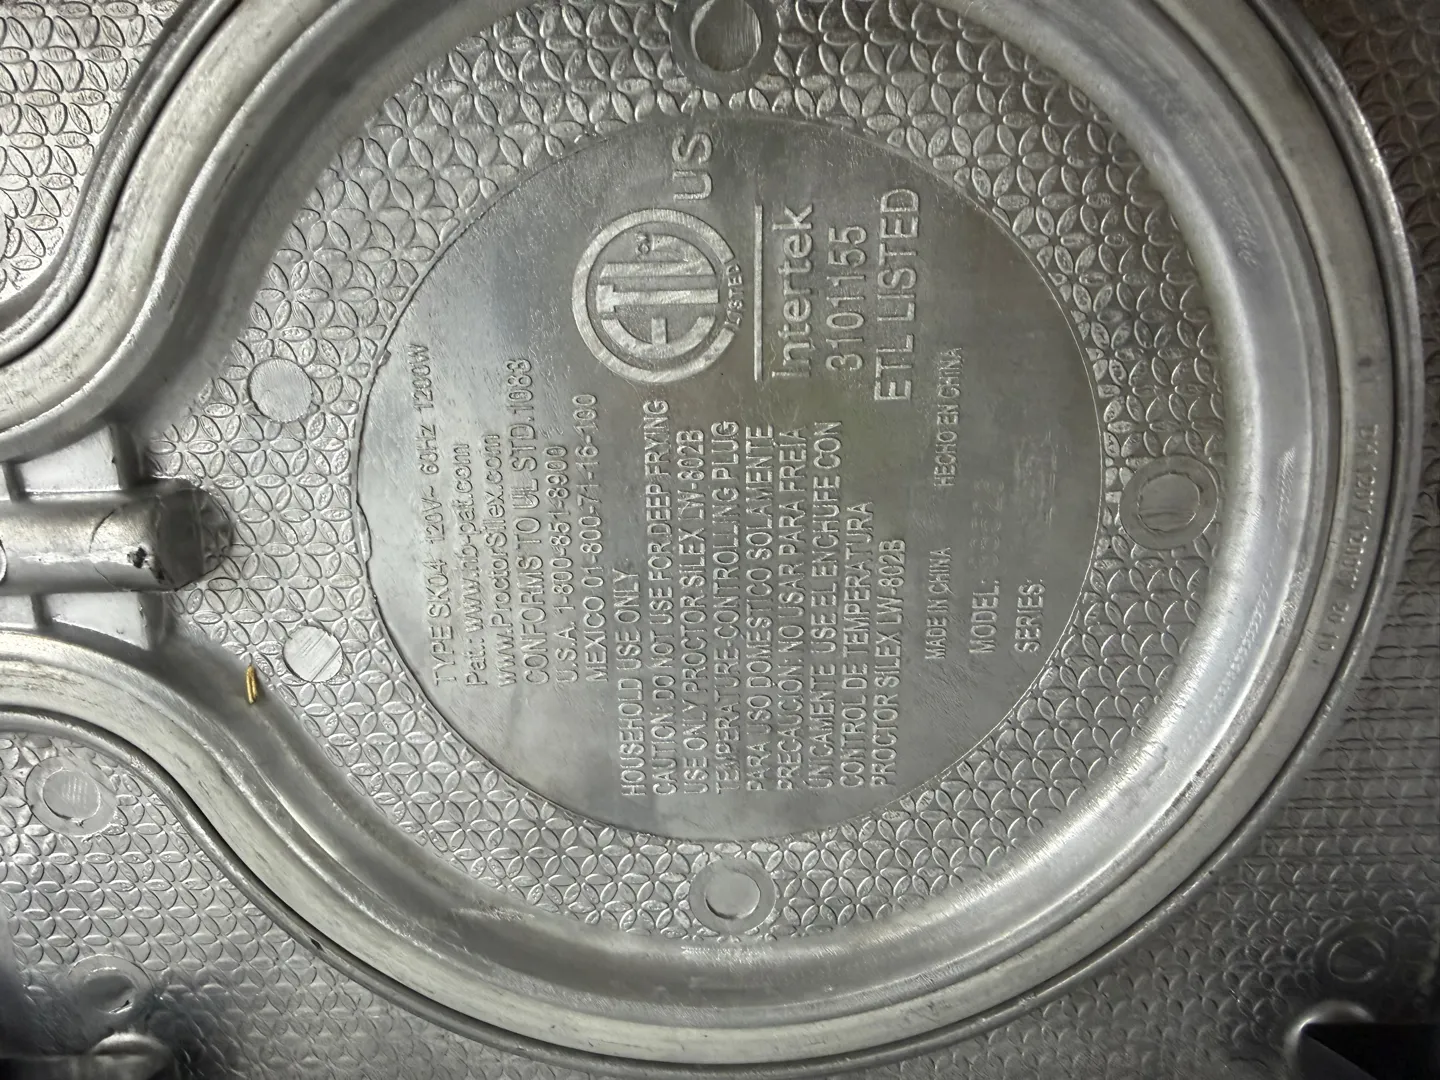 TYPE SK04 120V~ 60Hz 1200W
Patt. www.hb-patt.com
www.ProctorSilex.com
CONFORMS TO UL STD.1083
U.S.A. 1-800-851-8900
MEXICO 01-800-71-16-100
HOUSEHOLD USE ONLY
CAUTION: DO NOT USE FOR DEEP FRYING
USE ONLY PROCTOR SILEX LW-802B
TEMPERATURE-CONTROLLING PLUG
PARA USO DOMESTICO SOLAMENTE
PRECAUCION: NO USAR PARA FREIA
UNICAMENTE USE EL ENCHUFE CON
CONTROL DE TEMPERATURA
PROCTOR SILEX LW-802B
ETL US
LISTED
Intertek
3101155
ETL LISTED
MADE IN CHINA HECHO EN CHINA
MODEL:
SERIES: